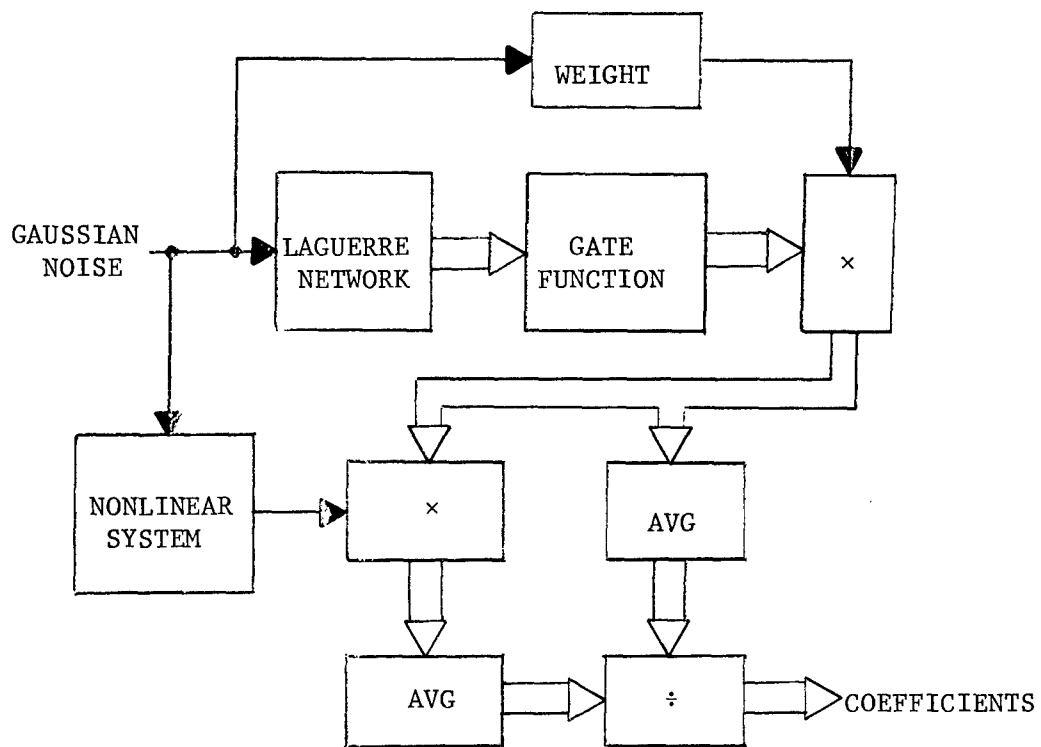 WEIGHT
GAUSSIAN
NOISE
LAGUERRE
NETWORK
GATE
FUNCTION
×
NONLINEAR
SYSTEM
×
AVG
AVG
÷
COEFFICIENTS